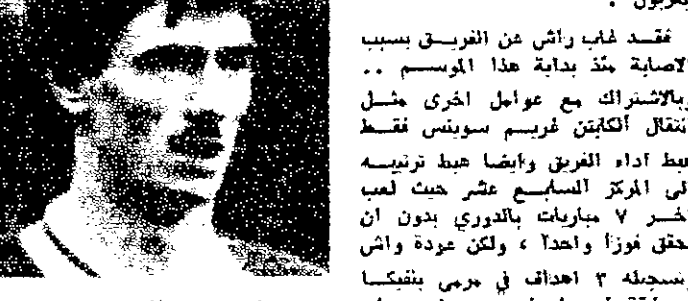 فقد غاب راش عن الفريق بسبب
الاصابة منذ بداية هذا الموسم ..
وبالاشتراك مع عوامل اخرى مثل
انتقال الكابتن غريم سوينس فقط
هبط اداء الفريق وايضا هبط ترتيبه
الى المركز السابع عشر حيث لعب
اخر ٧ مباريات بالدوري بدون ان
يحقق فوزا واحدا ، ولكن عودة واش
وتسجيله ٣ اهداف في مرمى بنفيكا